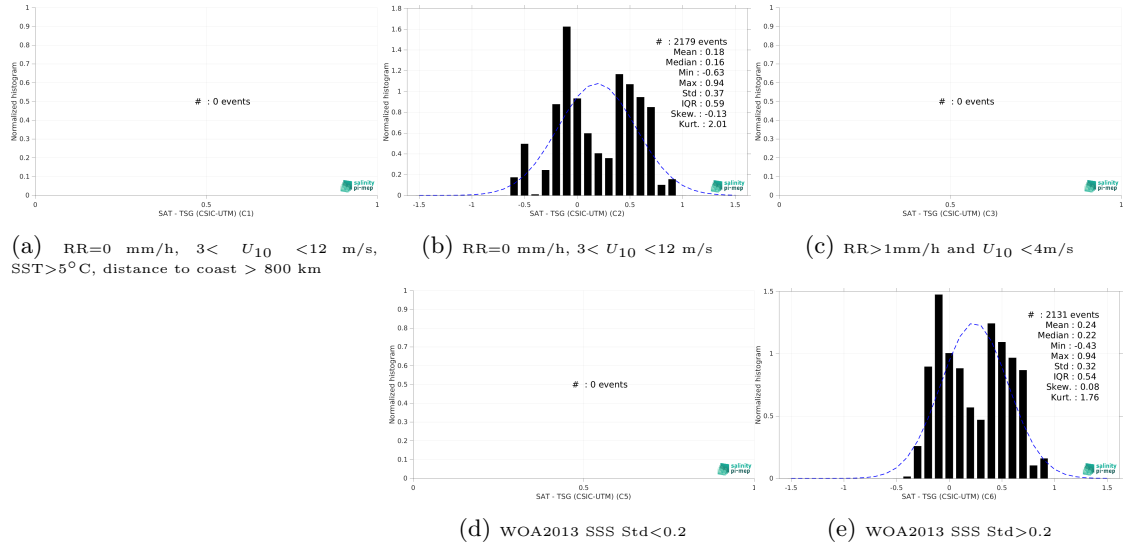 1
0.9
0.8
0.7
0.6
0.5
0.4
0.3
0.2
0.1
0
Normalized histogram
# : 0 events
0 0.5 1
SAT - TSG (CSIC-UTM) (C1)
salinity
pi-mep
(a) RR=0 mm/h, 3< U10 <12 m/s,
SST>5°C, distance to coast > 800 km
1.8
1.6
1.4
1.2
1
0.8
0.6
0.4
0.2
0
Normalized histogram
# : 2179 events
Mean : 0.18
Median : 0.16
Min : -0.63
Max : 0.94
Std : 0.37
IQR : 0.59
Skew. : -0.13
Kurt. : 2.01
-1.5 -0.5 0 0.5 1.5
SAT - TSG (CSIC-UTM) (C2)
salinity
pi-mep
(b) RR=0 mm/h, 3< U10 <12 m/s
1
0.9
0.8
0.7
0.6
0.5
0.4
0.3
0.2
0.1
0
Normalized histogram
# : 0 events
0 0.5 1
SAT - TSG (CSIC-UTM) (C3)
salinity
pi-mep
(c) RR>1mm/h and U10 <4m/s
1
0.9
0.8
0.7
0.6
0.5
0.4
0.3
0.2
0.1
0
Normalized histogram
# : 0 events
0 0.5 1
SAT - TSG (CSIC-UTM) (C5)
salinity
pi-mep
(d) WOA2013 SSS Std<0.2
1.5
1
0.5
0
Normalized histogram
# : 2131 events
Mean : 0.24
Median : 0.22
Min : -0.43
Max : 0.94
Std : 0.32
IQR : 0.54
Skew. : 0.08
Kurt. : 1.76
-1.5 -0.5 0 0.5 1.5
SAT - TSG (CSIC-UTM) (C6)
salinity
pi-mep
(e) WOA2013 SSS Std>0.2